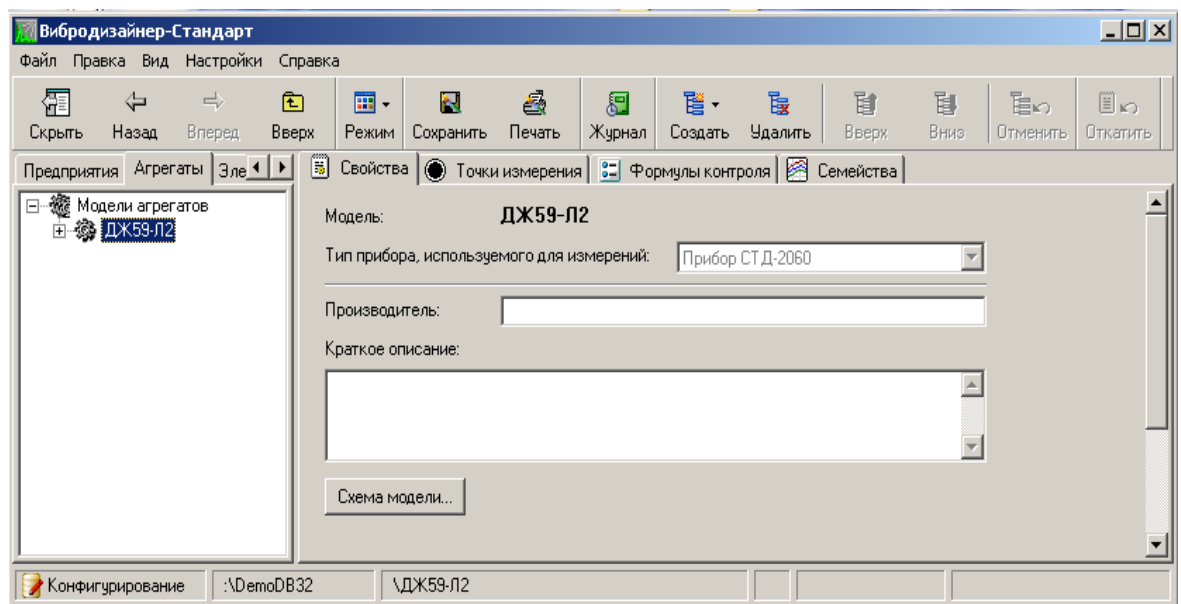 Вибродизайнер-Стандарт
Файл Правка Вид Настройки Справка
Скрыть Назад Вперед Вверх Режим Сохранить Печать Журнал Создать Удалить Вверх Вниз Отменить Откатить
Предприятия Агрегаты Эле Свойства Точки измерения Формулы контроля Семейства
Модели агрегатов
ДЖ59-Л2
Модель: ДЖ59-Л2
Тип прибора, используемого для измерений: Прибор СТД-2060
Производитель:
Краткое описание:
Схема модели...
Конфигурирование :\DemoDB32 \ДЖ59-Л2